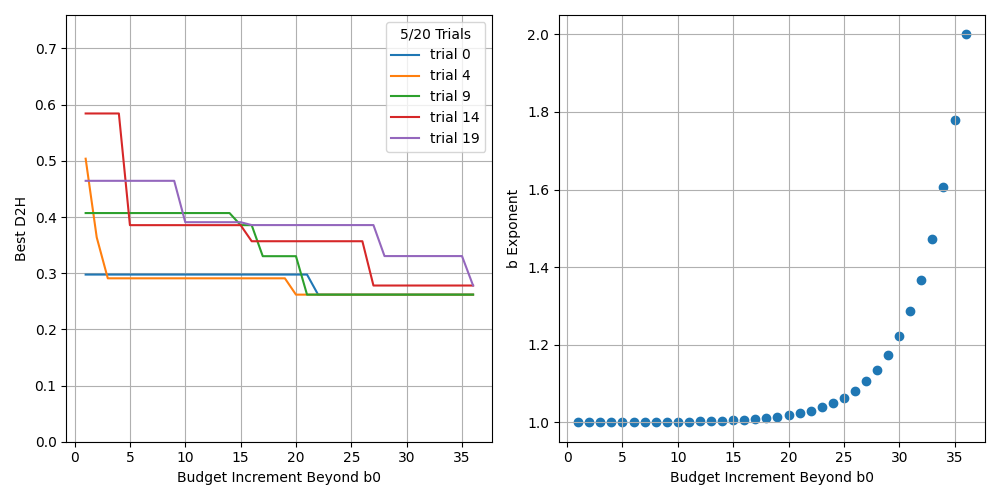 5/20 Trials
trial 0
trial 4
trial 9
trial 14
trial 19
0.7
0.6
0.5
0.4
0.3
0.2
0.1
0.0
Best D2H
0 5 10 15 20 25 30 35
Budget Increment Beyond b0
2.0
1.8
1.6
1.4
1.2
1.0
b Exponent
0 5 10 15 20 25 30 35
Budget Increment Beyond b0